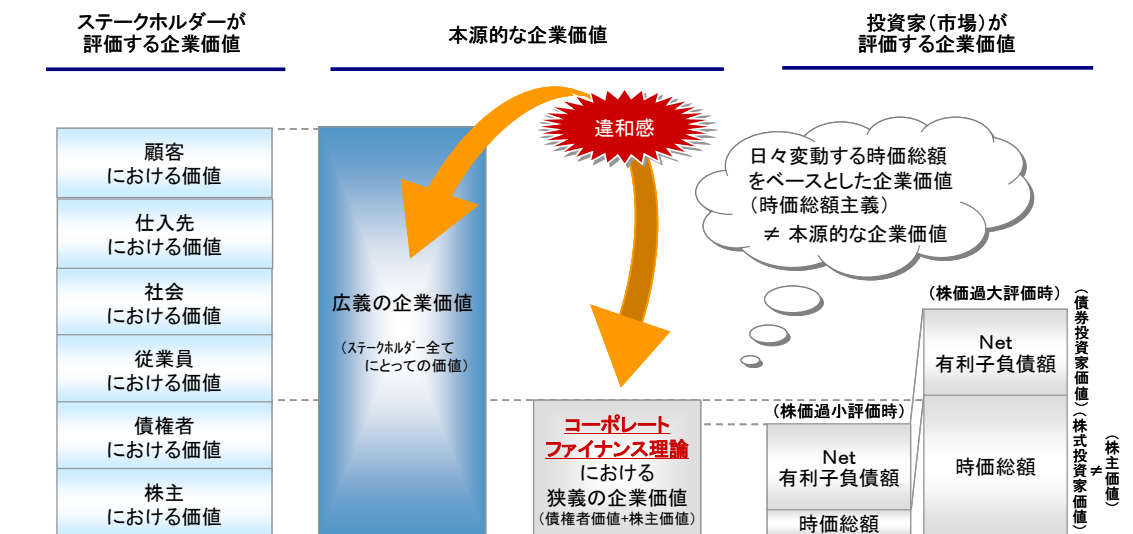 ステークホルダーが
評価する企業価値
本源的な企業価値
投資家（市場）が
評価する企業価値
顧客
における価値
仕入先
における価値
社会
における価値
従業員
における価値
債権者
における価値
株主
における価値
広義の企業価値
（ステークホルダー全て
にとっての価値）
違和感
コーポレート
ファイナンス理論
における
狭義の企業価値
（債権者価値+株主価値）
日々変動する時価総額
をベースとした企業価値
（時価総額主義）
≠ 本源的な企業価値
（株価過小評価時）
Net
有利子負債額
時価総額
（株価過大評価時）
Net
有利子負債額
時価総額
（債券投資家価値）
（株式投資家価値）
≠
（株主価値）